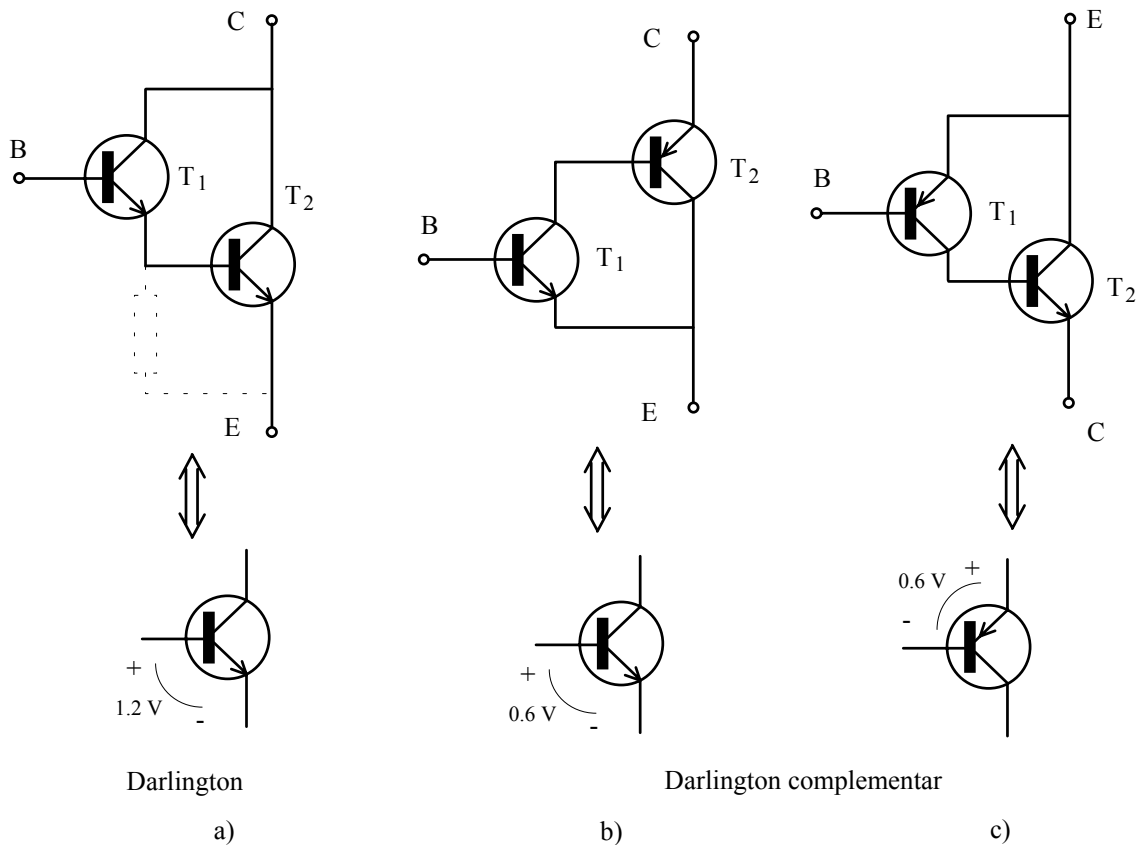 C
B
T1
T2
E
1.2 V
+
-
Darlington
a)
C
B
T1
T2
E
+
0.6 V
-
b)
E
B
T1
T2
C
0.6 V
+
-
Darlington complementar
c)